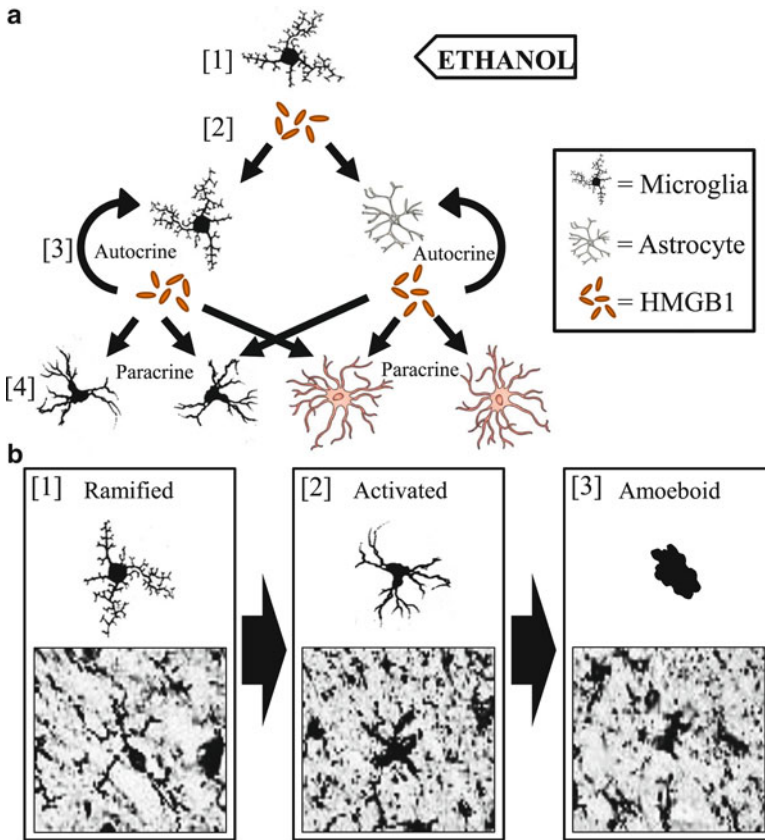 a
[1]
ETHANOL
[2]
= Microglia
[3]
Autocrine
Autocrine
= Astrocyte
= HMGB1
[4]
Paracrine
Paracrine
b
[1] Ramified
[2] Activated
[3] Amoeboid